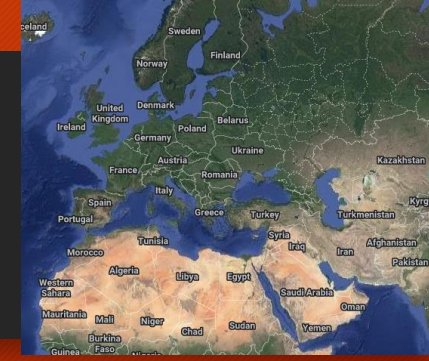 celand
Sweden
Finland
Norway
United
Kingdom
Denmark
Ireland
Belarus
Poland
Germany
Ukraine
Austria
France
Romania
Kazakhstan
Italy
Spain
Portugal
Greece
Turkey
Turkmenistan
Kyrg
Tunisia
Syria
Iraq
Afghanistan
Morocco
Iran
Pakistan
Algeria
Libya
Egypt
Western
Sahara
Saudi Arabia
Oman
Mauritania
Mali
Niger
Chad
Sudan
Yemen
Burkina
Faso
Guinea